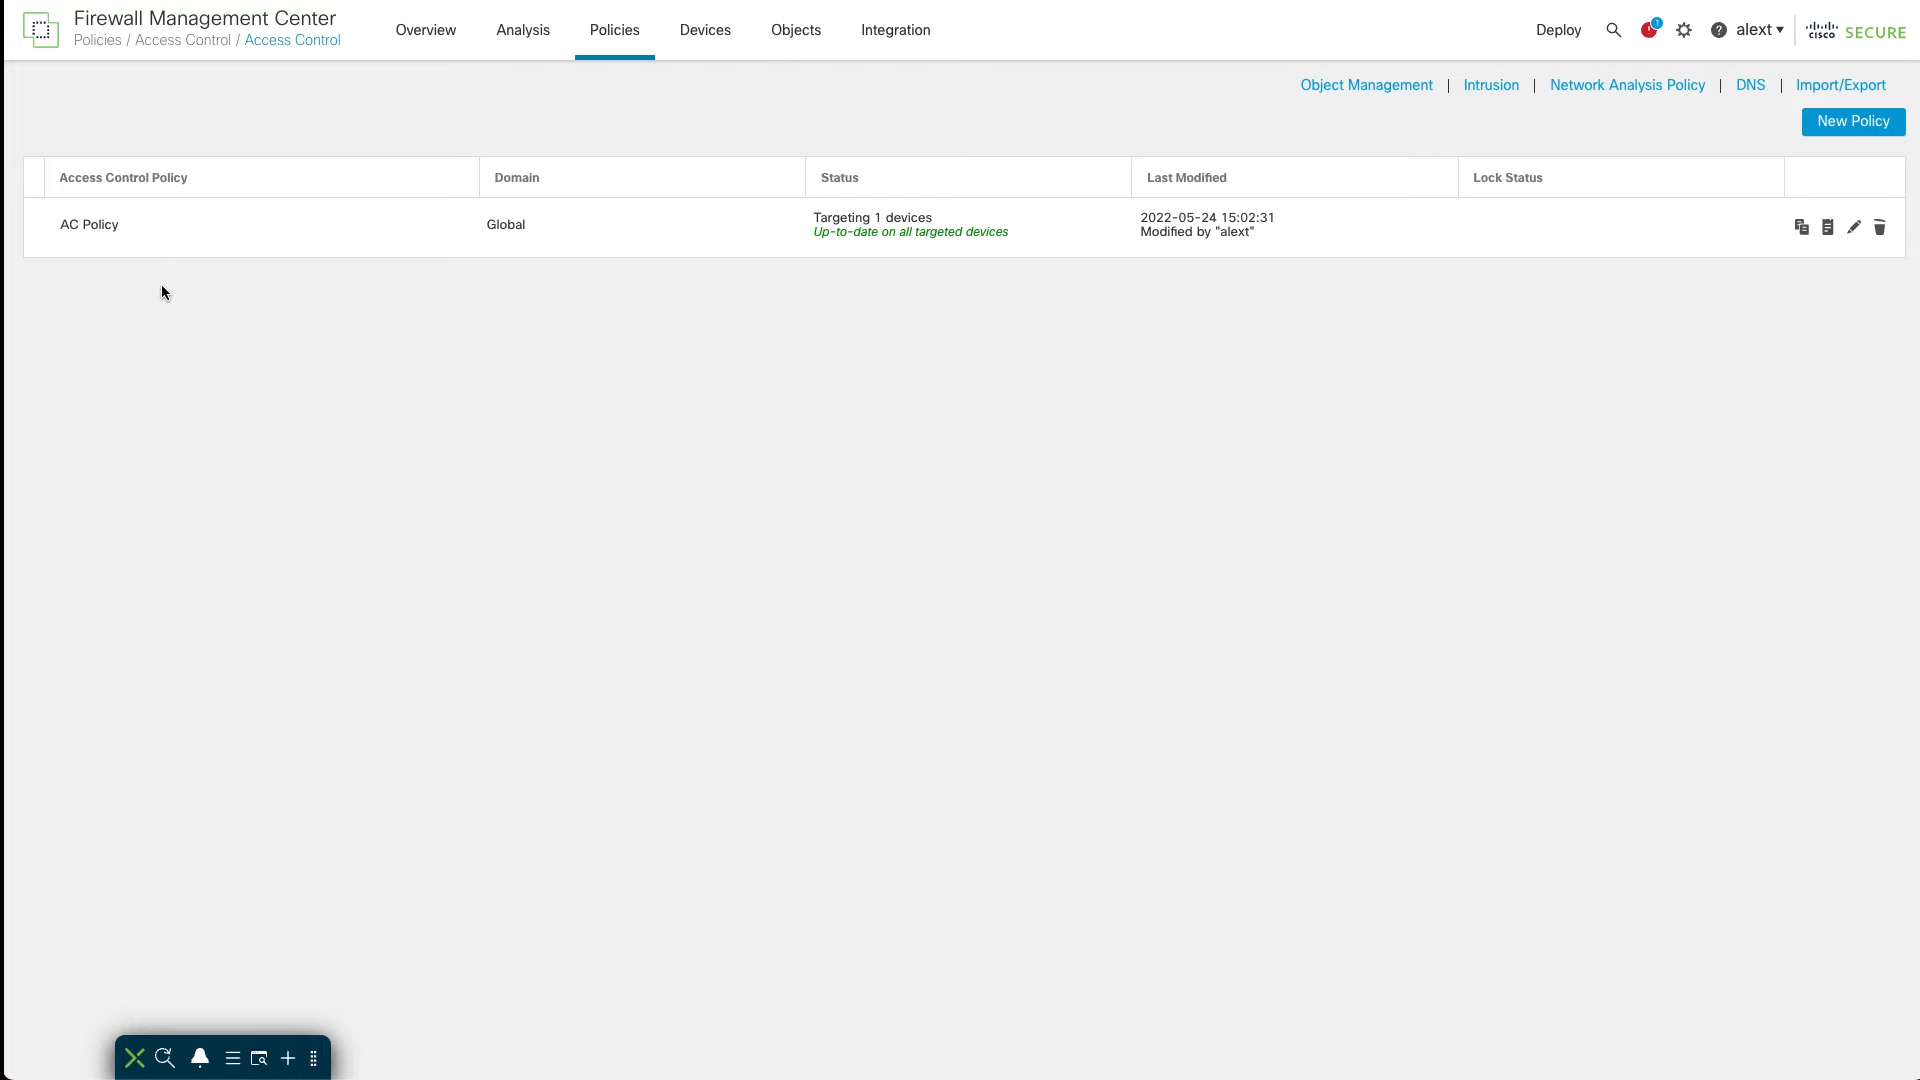 Firewall Management Center
Policies / Access Control / Access Control
Overview
Analysis
Policies
Devices
Objects
Integration
Deploy
1
?
alext ▾
cisco SECURE
Object Management | Intrusion | Network Analysis Policy | DNS | Import/Export
New Policy
Access Control Policy
Domain
Status
Last Modified
Lock Status
AC Policy
Global
Targeting 1 devices
Up-to-date on all targeted devices
2022-05-24 15:02:31
Modified by "alext"